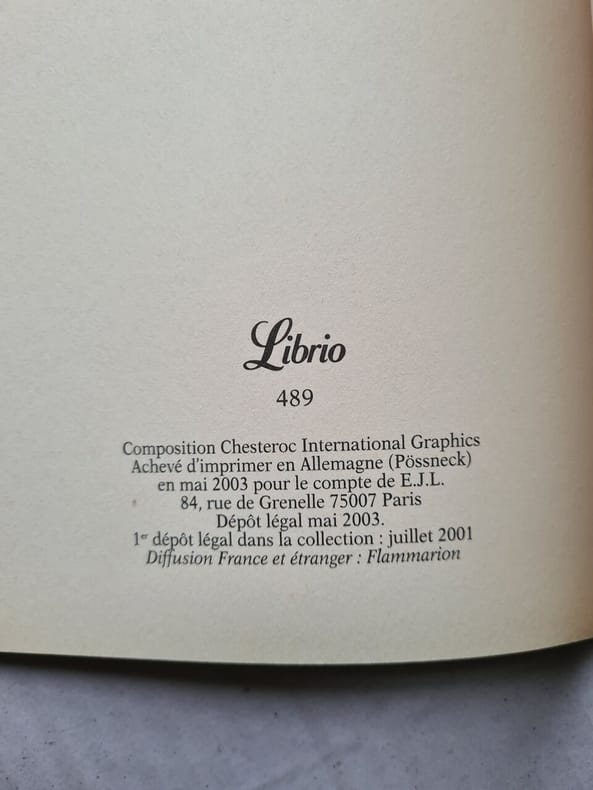 Librio
489
Composition Chesteroc International Graphics
Achevé d'imprimer en Allemagne (Pössneck)
en mai 2003 pour le compte de E.J.L.
84, rue de Grenelle 75007 Paris
Dépôt légal mai 2003.
1er dépôt légal dans la collection : juillet 2001
Diffusion France et étranger : Flammarion